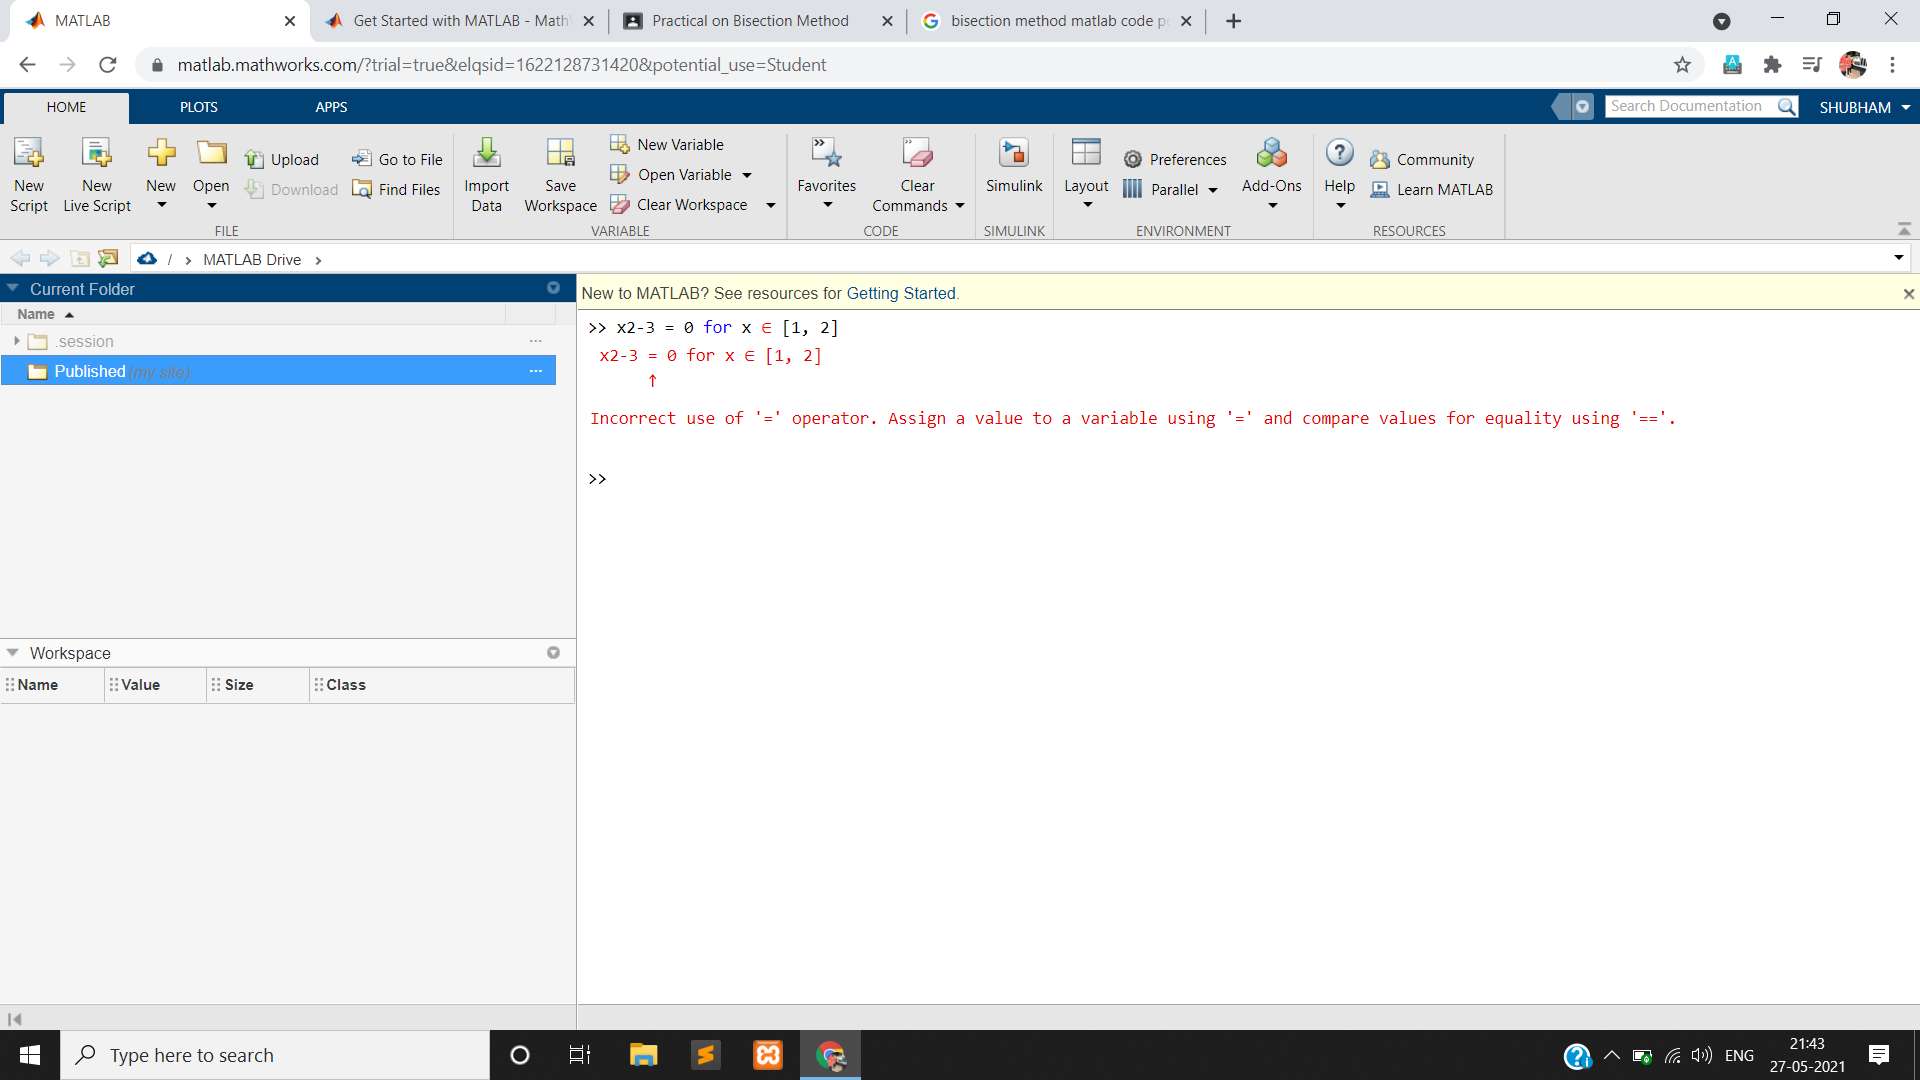 MATLAB
Get Started with MATLAB - Math
Practical on Bisection Method
bisection method matlab code p
matlab.mathworks.com/?trial=true&elqsid=1622128731420&potential_use=Student
HOME
PLOTS
APPS
Search Documentation
SHUBHAM
New Script
New Live Script
New
Open
Upload
Download
Go to File
Find Files
FILE
Import Data
Save Workspace
New Variable
Open Variable
Clear Workspace
VARIABLE
Favorites
Clear Commands
CODE
Simulink
SIMULINK
Layout
Preferences
Parallel
Add-Ons
ENVIRONMENT
Help
Community
Learn MATLAB
RESOURCES
/ > MATLAB Drive >
Current Folder
Name
.session
Published (my site)
Workspace
Name Value Size Class
New to MATLAB? See resources for Getting Started.
>> x2-3 = 0 for x ∈ [1, 2]
x2-3 = 0 for x ∈ [1, 2]
↑
Incorrect use of '=' operator. Assign a value to a variable using '=' and compare values for equality using '=='.
>>
Type here to search
ENG
21:43
27-05-2021